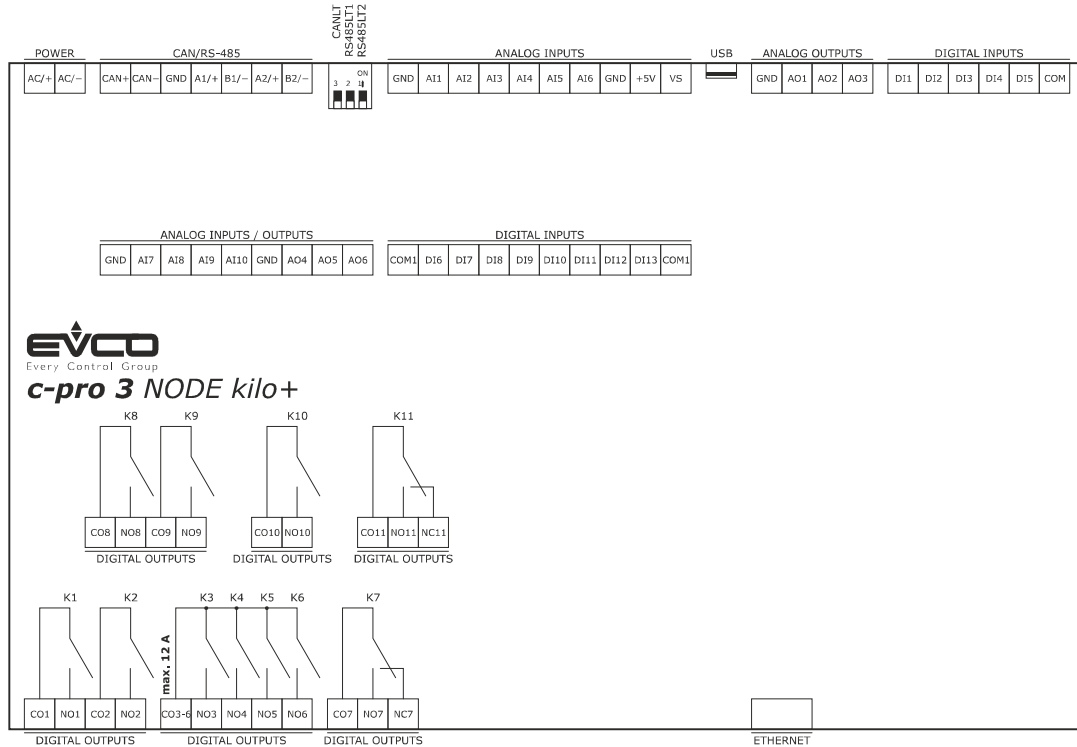 CANLT
RS485LT1
RS485LT2
POWER
CAN/RS-485
ANALOG INPUTS
USB
ANALOG OUTPUTS
DIGITAL INPUTS
AC/+ AC/−
CAN+ CAN− GND A1/+ B1/− A2/+ B2/−
ON
3 2 1
GND AI1 AI2 AI3 AI4 AI5 AI6 GND +5V VS
GND AO1 AO2 AO3
DI1 DI2 DI3 DI4 DI5 COM
ANALOG INPUTS / OUTPUTS
DIGITAL INPUTS
GND AI7 AI8 AI9 AI10 GND AO4 AO5 AO6
COM1 DI6 DI7 DI8 DI9 DI10 DI11 DI12 DI13 COM1
EVCO
Every Control Group
c-pro 3 NODE kilo+
K8 K9 K10 K11
CO8 NO8 CO9 NO9
CO10 NO10
CO11 NO11 NC11
DIGITAL OUTPUTS
DIGITAL OUTPUTS
DIGITAL OUTPUTS
K1 K2 K3 K4 K5 K6 K7
max. 12 A
CO1 NO1 CO2 NO2
CO3-6 NO3 NO4 NO5 NO6
CO7 NO7 NC7
DIGITAL OUTPUTS
DIGITAL OUTPUTS
DIGITAL OUTPUTS
ETHERNET